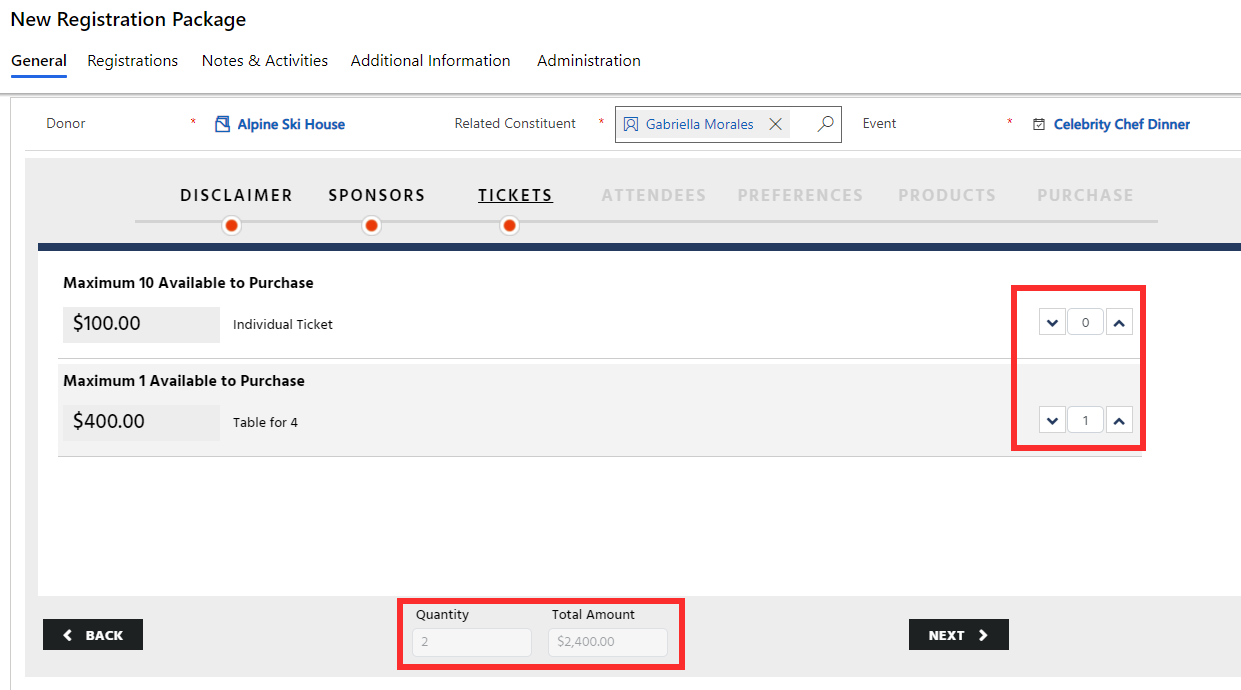 New Registration Package
General Registrations Notes & Activities Additional Information Administration
Donor * Alpine Ski House Related Constituent * Gabriella Morales Event * Celebrity Chef Dinner
DISCLAIMER SPONSORS TICKETS ATTENDEES PREFERENCES PRODUCTS PURCHASE
Maximum 10 Available to Purchase
$100.00 Individual Ticket 0
Maximum 1 Available to Purchase
$400.00 Table for 4 1
Quantity Total Amount
BACK 2 $2,400.00 NEXT